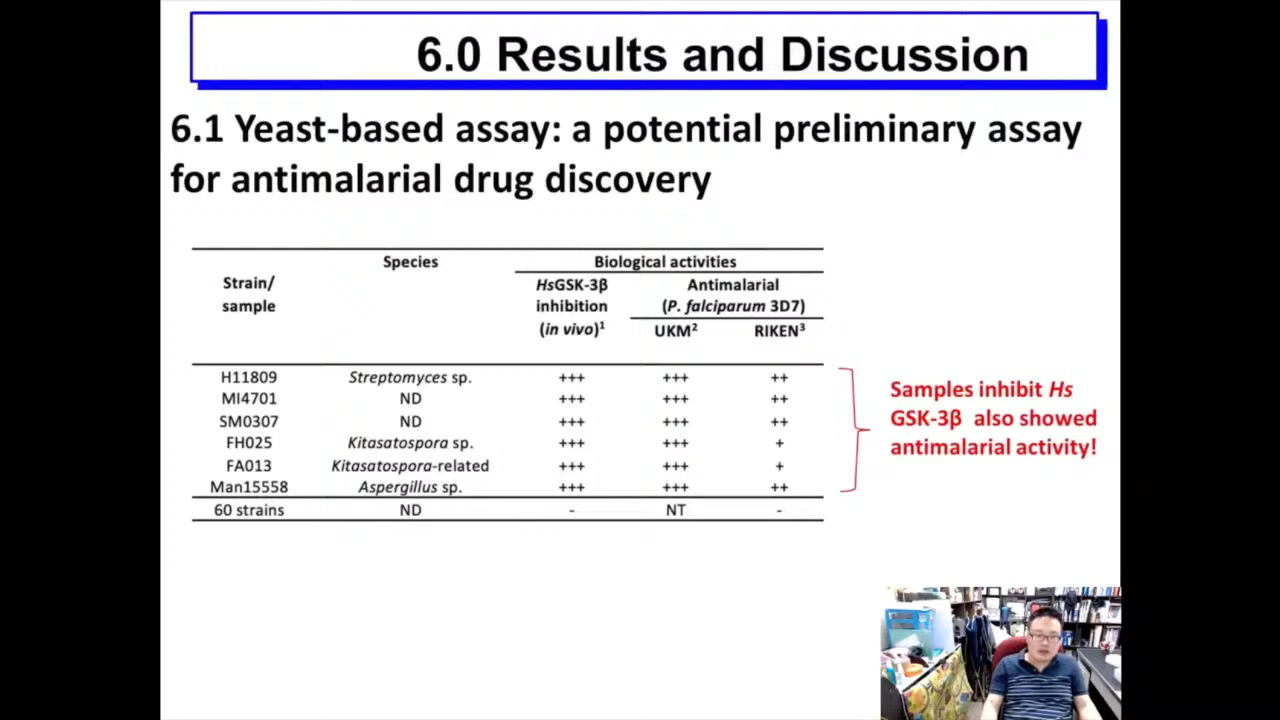 6.0 Results and Discussion
6.1 Yeast-based assay: a potential preliminary assay
for antimalarial drug discovery
Strain/
sample
Species
Biological activities
HsGSK-3β
inhibition
(in vivo)¹
Antimalarial
(P. falciparum 3D7)
UKM²
RIKEN³
H11809 Streptomyces sp. +++ +++ ++
MI4701 ND +++ +++ ++
SM0307 ND +++ +++ ++
FH025 Kitasatospora sp. +++ +++ +
FA013 Kitasatospora-related +++ +++ +
Man15558 Aspergillus sp. +++ +++ ++
60 strains ND - NT -
Samples inhibit Hs
GSK-3β also showed
antimalarial activity!